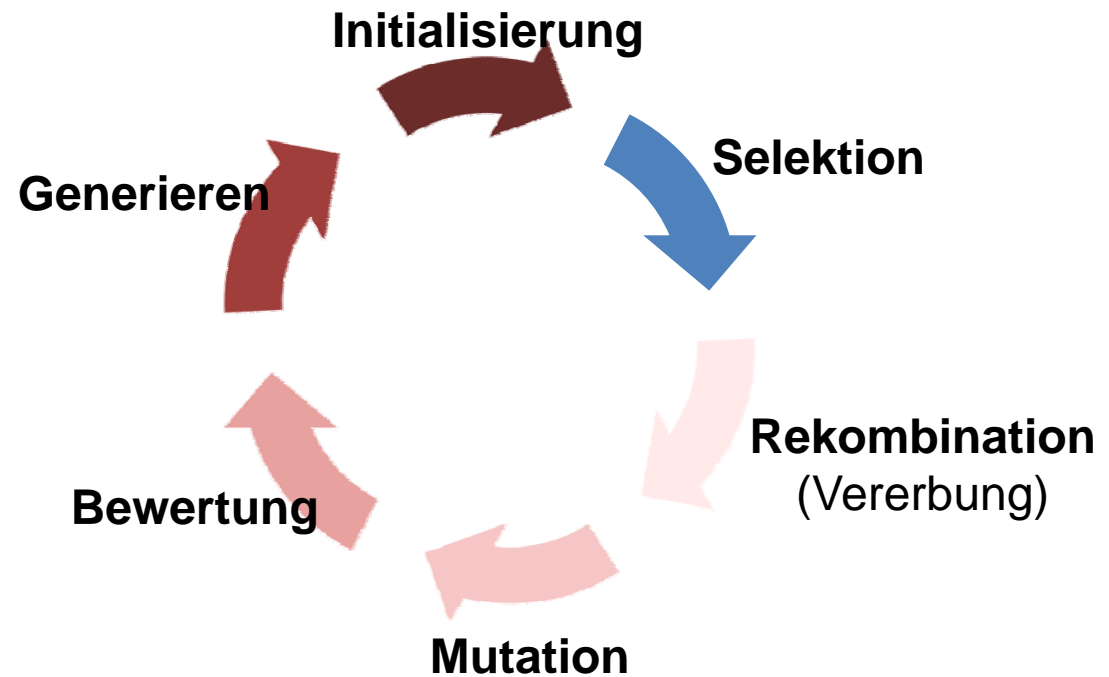 Initialisierung
Selektion
Rekombination
(Vererbung)
Mutation
Bewertung
Generieren